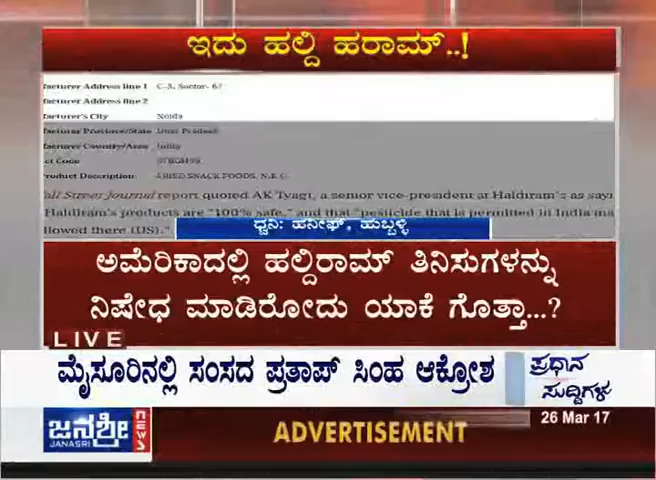 ಇದು ಹಲ್ದಿ ಹರಾಮ್..!
facturer Address line 1 C-3, Sector- 67
facturer Address line 2
facturer's City Noida
facturer Province/State Uttar Pradesh
facturer Country/Area India
ct Code
roduct Description
all Street Journal report quoted AK Tyagi, a senior vice-president at Haldiram's as sayi
Haldiram's products are "100% safe," and that "pesticide that is permitted in India ma
llowed there (US)."
ಧ್ವನಿ: ಹನೀಫ್, ಹುಬ್ಬಳ್ಳಿ
ಅಮೆರಿಕಾದಲ್ಲಿ ಹಲ್ದಿರಾಮ್ ತಿನಿಸುಗಳನ್ನು
ನಿಷೇಧ ಮಾಡಿರೋದು ಯಾಕೆ ಗೊತ್ತಾ...?
LIVE
ಮೈಸೂರಿನಲ್ಲಿ ಸಂಸದ ಪ್ರತಾಪ್ ಸಿಂಹ ಆಕ್ರೋಶ
ಪ್ರಧಾನ
ಸುದ್ದಿಗಳು
26 Mar 17
ಜನಶ್ರೀ
JANASRI
NEWS
ADVERTISEMENT